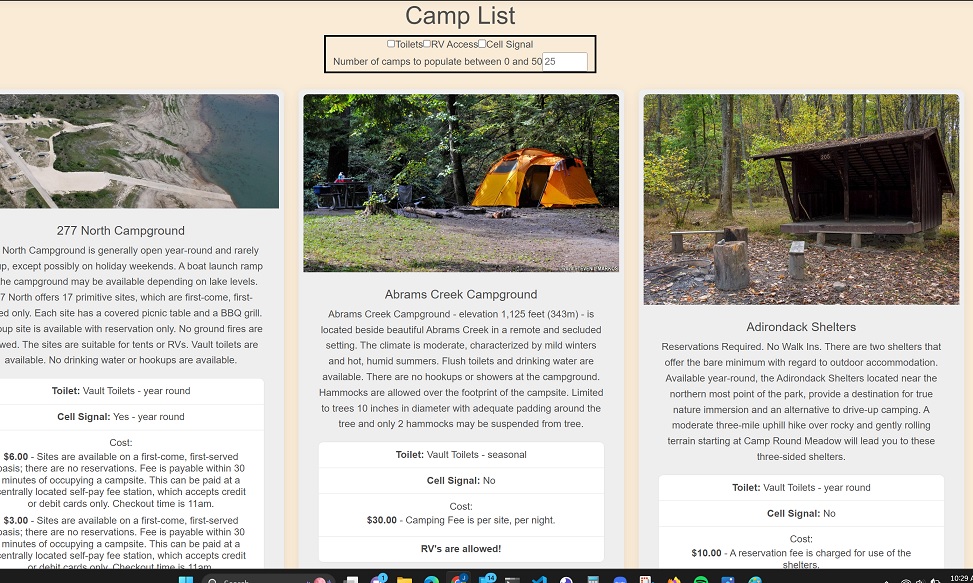 Camp List
Toilets RV Access Cell Signal
Number of camps to populate between 0 and 50 25
277 North Campground
North Campground is generally open year-round and rarely
up, except possibly on holiday weekends. A boat launch ramp
the campground may be available depending on lake levels.
7 North offers 17 primitive sites, which are first-come, first-
ed only. Each site has a covered picnic table and a BBQ grill.
oup site is available with reservation only. No ground fires are
wed. The sites are suitable for tents or RVs. Vault toilets are
available. No drinking water or hookups are available.
Toilet: Vault Toilets - year round
Cell Signal: Yes - year round
Cost:
$6.00 - Sites are available on a first-come, first-served
basis; there are no reservations. Fee is payable within 30
minutes of occupying a campsite. This can be paid at a
centrally located self-pay fee station, which accepts credit
or debit cards only. Checkout time is 11am.
$3.00 - Sites are available on a first-come, first-served
basis; there are no reservations. Fee is payable within 30
minutes of occupying a campsite. This can be paid at a
centrally located self-pay fee station, which accepts credit
or debit cards only. Checkout time is 11am.
Abrams Creek Campground
Abrams Creek Campground - elevation 1,125 feet (343m) - is
located beside beautiful Abrams Creek in a remote and secluded
setting. The climate is moderate, characterized by mild winters
and hot, humid summers. Flush toilets and drinking water are
available. There are no hookups or showers at the campground.
Hammocks are allowed over the footprint of the campsite. Limited
to trees 10 inches in diameter with adequate padding around the
tree and only 2 hammocks may be suspended from tree.
Toilet: Vault Toilets - seasonal
Cell Signal: No
Cost:
$30.00 - Camping Fee is per site, per night.
RV's are allowed!
205
Adirondack Shelters
Reservations Required. No Walk Ins. There are two shelters that
offer the bare minimum with regard to outdoor accommodation.
Available year-round, the Adirondack Shelters located near the
northern most point of the park, provide a destination for true
nature immersion and an alternative to drive-up camping. A
moderate three-mile uphill hike over rocky and gently rolling
terrain starting at Camp Round Meadow will lead you to these
three-sided shelters.
Toilet: Vault Toilets - year round
Cell Signal: No
Cost:
$10.00 - A reservation fee is charged for use of the
shelters.
Search
10:29